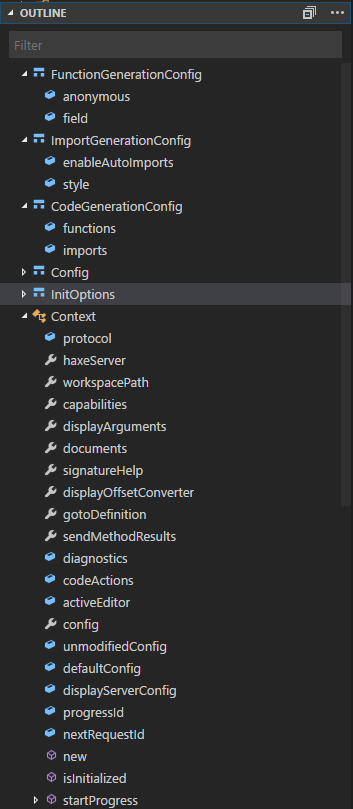 OUTLINE
Filter
FunctionGenerationConfig
anonymous
field
ImportGenerationConfig
enableAutoImports
style
CodeGenerationConfig
functions
imports
Config
InitOptions
Context
protocol
haxeServer
workspacePath
capabilities
displayArguments
documents
signatureHelp
displayOffsetConverter
gotoDefinition
sendMethodResults
diagnostics
codeActions
activeEditor
config
unmodifiedConfig
defaultConfig
displayServerConfig
progressId
nextRequestId
new
isInitialized
startProgress